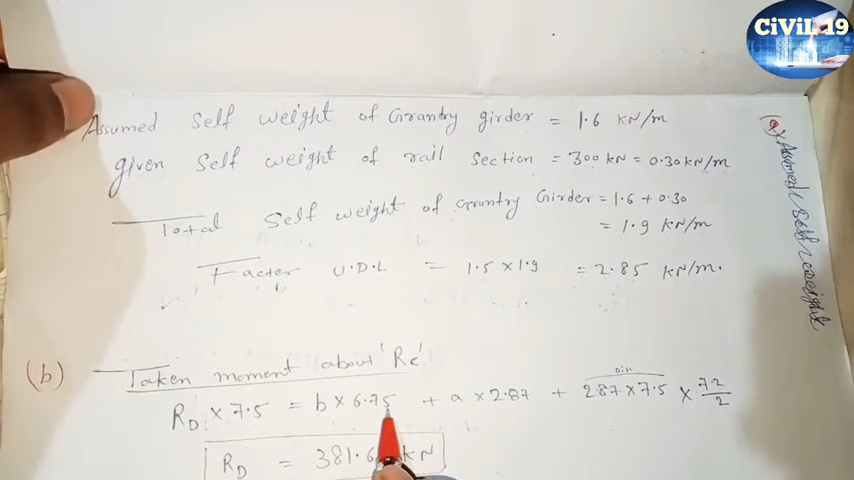 CiViL 19
Assumed Self weight of Grantry girder = 1.6 KN/m
given Self weight of rail section = 300 KN = 0.30 KN/m
Total Self weight of Grantry Girder = 1.6 + 0.30
= 1.9 KN/m
Facter U.D.L = 1.5 × 1.9 = 2.85 KN/m.
(a) Assumed Self weight
(b) Taken moment about 'Rc'
RD × 7.5 = b × 6.75 + a × 2.87 + 2.87 × 7.5 × 7.2/2
RD = 381.6 KN